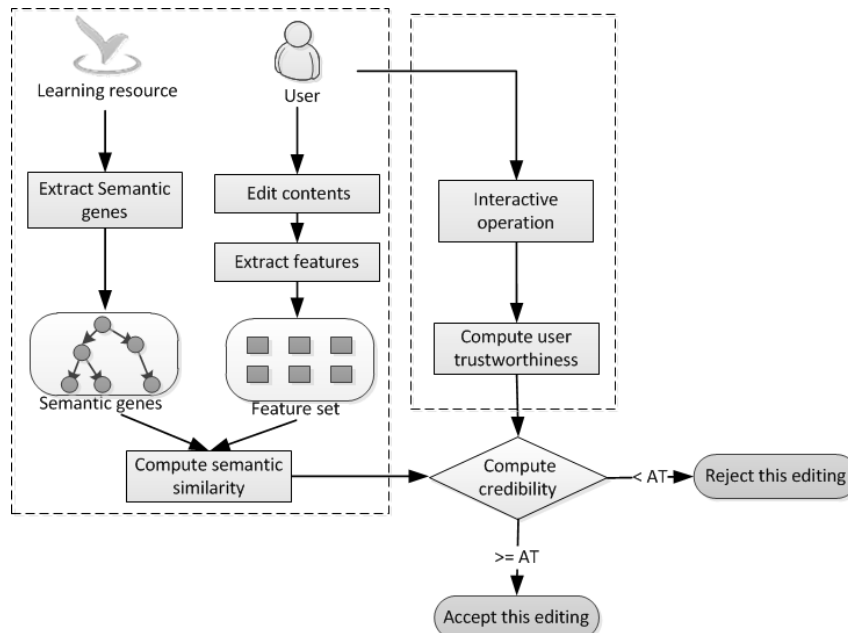 Learning resource
User
Extract Semantic
genes
Edit contents
Interactive
operation
Extract features
Compute user
trustworthiness
Semantic genes
Feature set
Compute semantic
similarity
Compute
credibility
< AT
Reject this editing
>= AT
Accept this editing